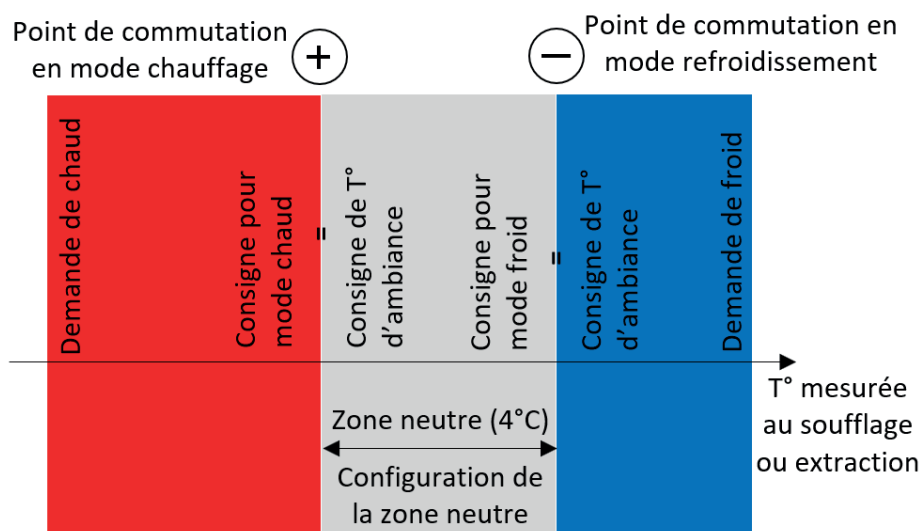 Point de commutation
en mode chauffage
+
−
Point de commutation en
mode refroidissement
Demande de chaud
Consigne pour
mode chaud
=
Consigne de T°
d'ambiance
Consigne pour
mode froid
=
Consigne de T°
d'ambiance
Demande de froid
T° mesurée
au soufflage
ou extraction
Zone neutre (4°C)
Configuration de
la zone neutre